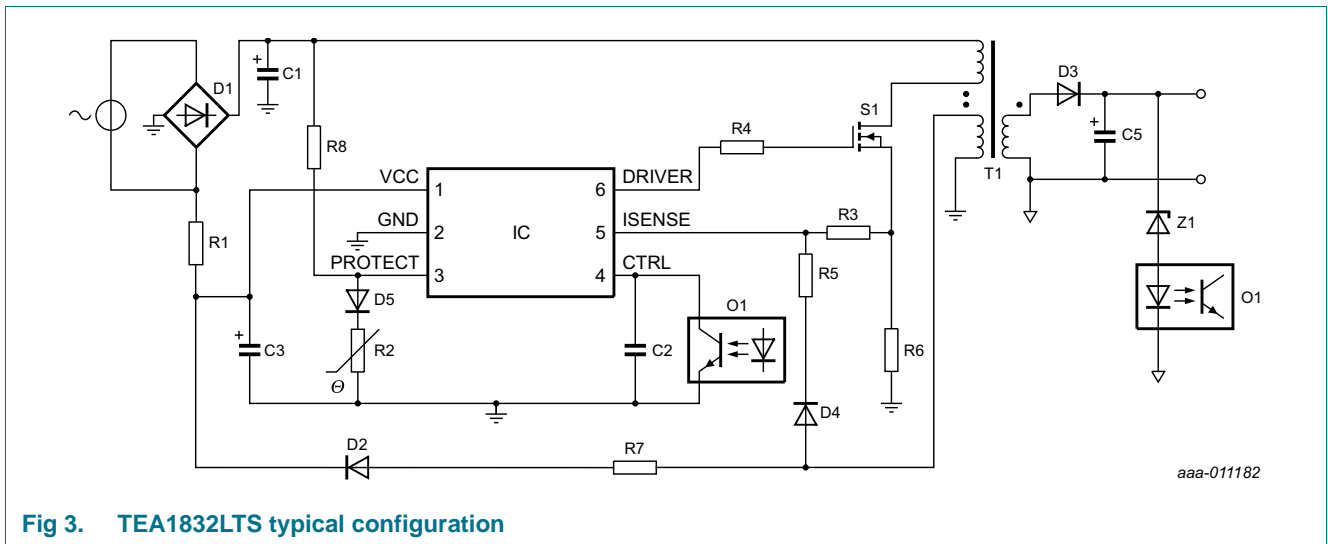 D1
+
C1
R8
R1
VCC
1
GND
2
PROTECT
3
IC
DRIVER
6
ISENSE
5
CTRL
4
R4
S1
R3
R5
R6
D5
R2
Θ
+
C3
C2
O1
D4
D2
R7
T1
D3
+
C5
Z1
O1
aaa-011182
Fig 3. TEA1832LTS typical configuration